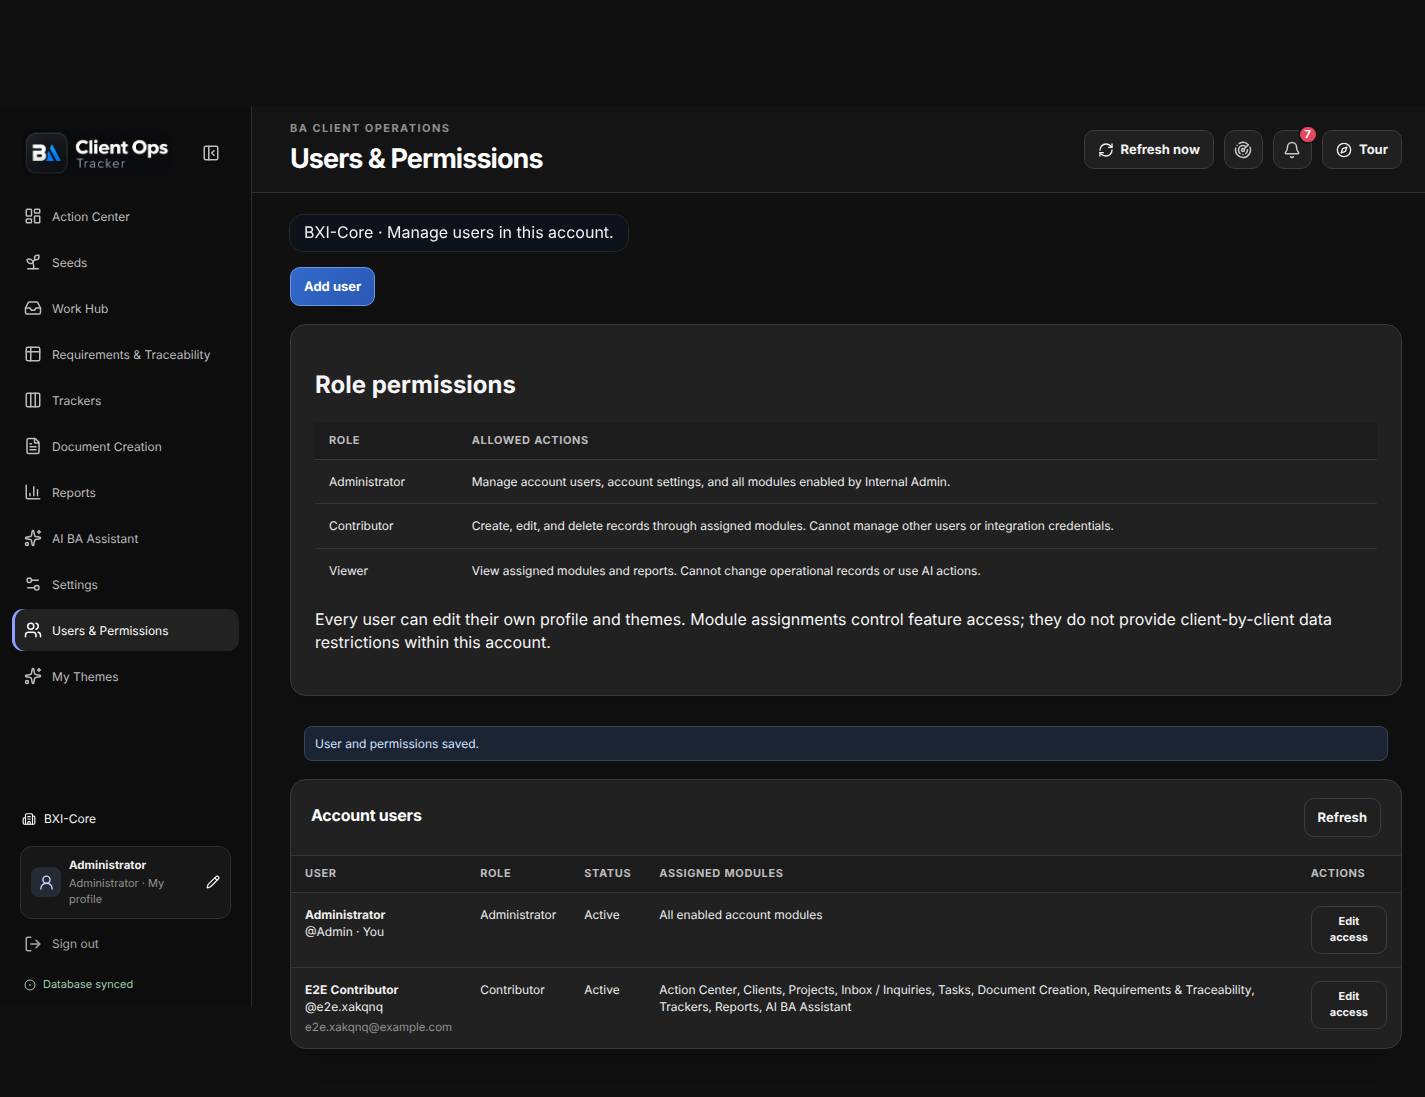 BA Client Ops
Tracker
Action Center
Seeds
Work Hub
Requirements & Traceability
Trackers
Document Creation
Reports
AI BA Assistant
Settings
Users & Permissions
My Themes
BXI-Core
Administrator
Administrator · My
profile
Sign out
Database synced
BA CLIENT OPERATIONS
Users & Permissions
Refresh now
7
Tour
BXI-Core · Manage users in this account.
Add user
Role permissions
ROLE ALLOWED ACTIONS
Administrator Manage account users, account settings, and all modules enabled by Internal Admin.
Contributor Create, edit, and delete records through assigned modules. Cannot manage other users or integration credentials.
Viewer View assigned modules and reports. Cannot change operational records or use AI actions.
Every user can edit their own profile and themes. Module assignments control feature access; they do not provide client-by-client data
restrictions within this account.
User and permissions saved.
Account users
Refresh
USER ROLE STATUS ASSIGNED MODULES ACTIONS
Administrator Administrator Active All enabled account modules Edit
@Admin · You access
E2E Contributor Contributor Active Action Center, Clients, Projects, Inbox / Inquiries, Tasks, Document Creation, Requirements & Traceability, Edit
@e2e.xakqnq Trackers, Reports, AI BA Assistant access
e2e.xakqnq@example.com